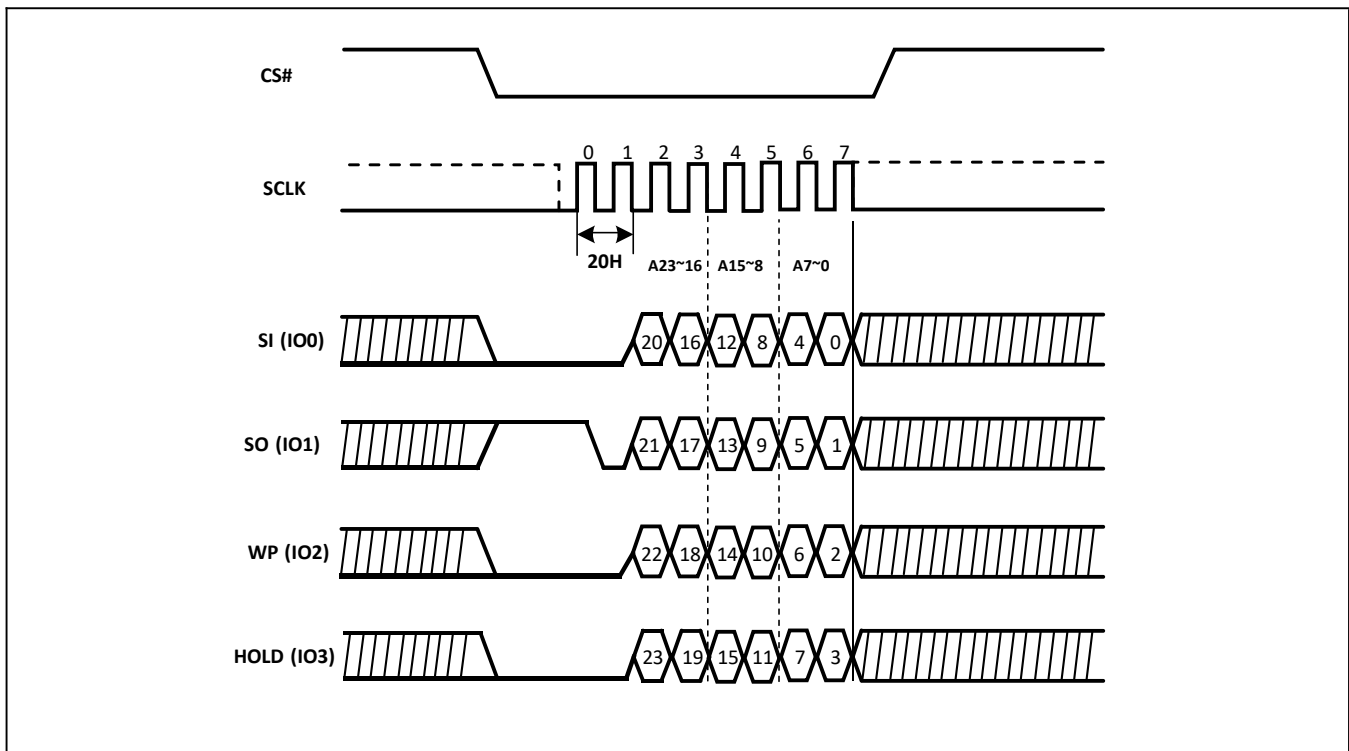 CS#
0 1 2 3 4 5 6 7
SCLK
20H A23~16 A15~8 A7~0
SI (IO0) 20 16 12 8 4 0
SO (IO1) 21 17 13 9 5 1
WP (IO2) 22 18 14 10 6 2
HOLD (IO3) 23 19 15 11 7 3